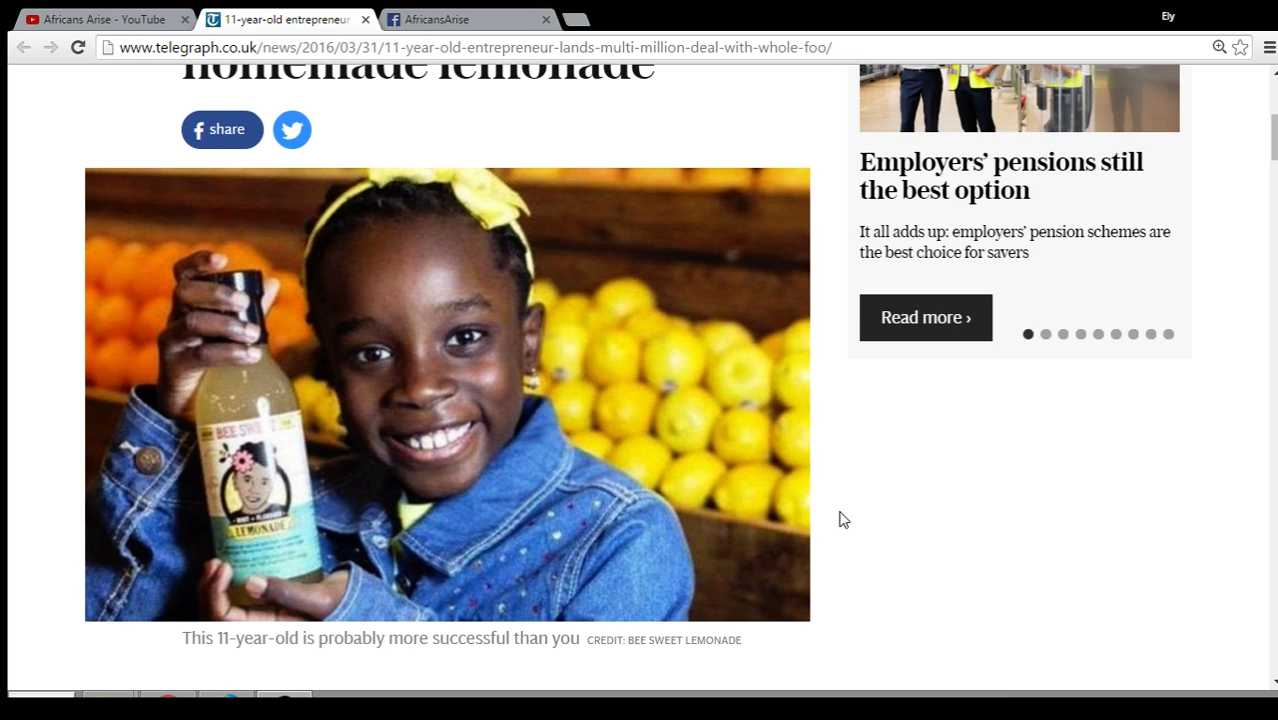 Africans Arise - YouTube
11-year-old entrepreneur
AfricansArise
Ely
www.telegraph.co.uk/news/2016/03/31/11-year-old-entrepreneur-lands-multi-million-deal-with-whole-foo/
homemade lemonade
share
Employers’ pensions still
the best option
It all adds up: employers’ pension schemes are
the best choice for savers
Read more ›
BEE SWEET
LEMONADE
This 11-year-old is probably more successful than you CREDIT: BEE SWEET LEMONADE